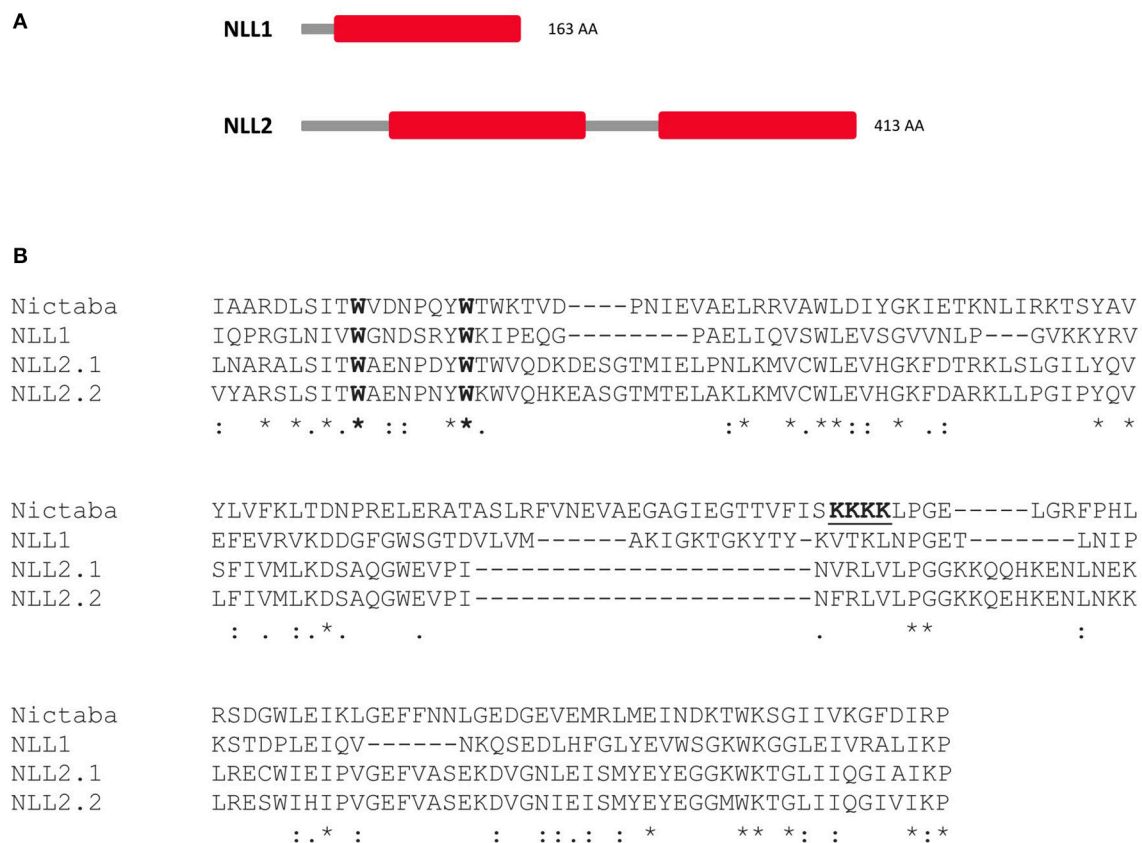 A
NLL1 163 AA
NLL2 413 AA
B
Nictaba IAARDLSITWVDNPQYWTWKTVD----PNIEVAELRRVAWLDIYGKIETKNLIRKTSYAV
NLL1 IQPRGLNIVWGNDSRYWKIPEQG--------PAELIQVSWLEVSGVVNLP---GVKKYRV
NLL2.1 LNARALSITWAENPDYWTWVQDKDESGTMIELPNLKMVCWLEVHGKFDTRKLSLGILYQV
NLL2.2 VYARSLSITWAENPNYWKWVQHKEASGTMTELAKLKMVCWLEVHGKFDARKLLPGIPYQV
: * *.*.* :: **. :* *.**:: * .: * *
Nictaba YLVFKLTDNPRELERATASLRFVNEVAEGAGIEGTTVFISKKKKLPGE-----LGRFPHL
NLL1 EFEVRVKDDGFGWSGTDVLVM------AKIGKTGKYTY-KVTKLNPGET-------LNIP
NLL2.1 SFIVMLKDSAQGWEVPI----------------------NVRLVLPGGKKQQHKENLNEK
NLL2.2 LFIVMLKDSAQGWEVPI----------------------NFRLVLPGGKKQEHKENLNKK
: . :.*. . . ** :
Nictaba RSDGWLEIKLGEFFNNLGEDGEVEMRLMEINDKTWKSGIIVKGFDIRP
NLL1 KSTDPLEIQV------NKQSEDLHFGLYEVWSGKWKGGLEIVRALIKP
NLL2.1 LRECWIEIPVGEFVASEKDVGNLEISMYEYEGGKWKTGLIIQGIAIKP
NLL2.2 LRESWIHIPVGEFVASEKDVGNIEISMYEYEGGMWKTGLIIQGIVIKP
:.* : : ::.: : * ** *: : *:*